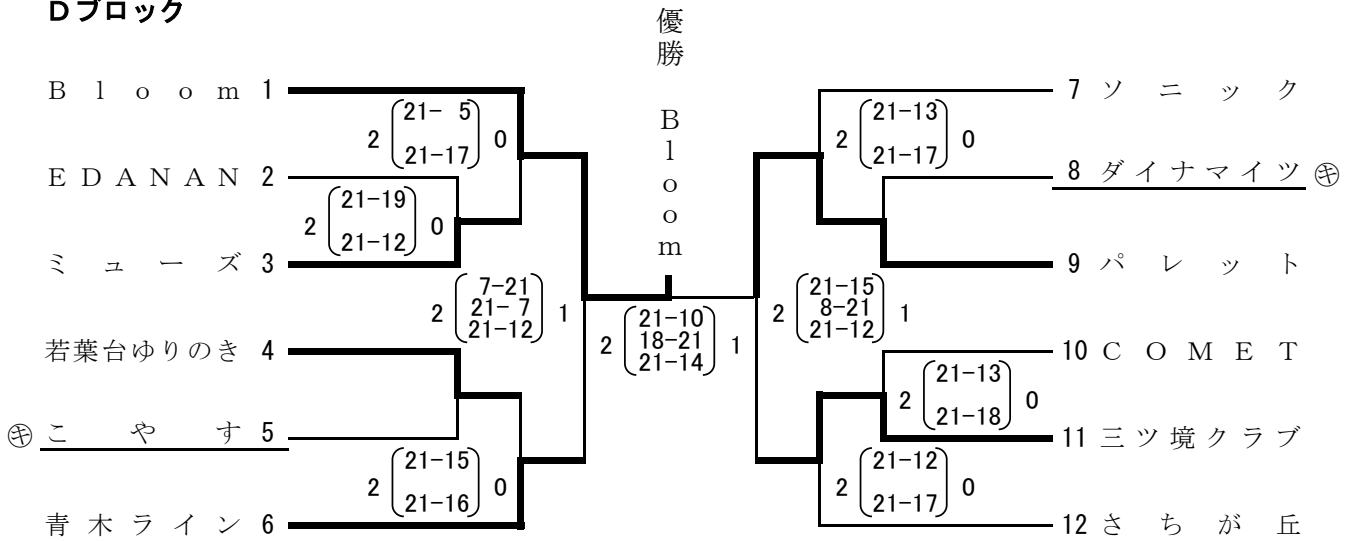 Dブロック
優勝 Bloom
Bloom 1
21- 5
2 0
21-17
EDANAN 2
21-19
2 0
21-12
ミューズ 3
7-21
2 21- 7 1
21-12
若葉台ゆりのき 4
㋖ こやす 5
21-15
2 0
21-16
青木ライン 6
21-10
2 18-21 1
21-14
7 ソニック
21-13
2 0
21-17
8 ダイナマイツ ㋖
9 パレット
21-15
2 8-21 1
21-12
10 COMET
21-13
2 0
21-18
11 三ツ境クラブ
21-12
2 0
21-17
12 さちが丘